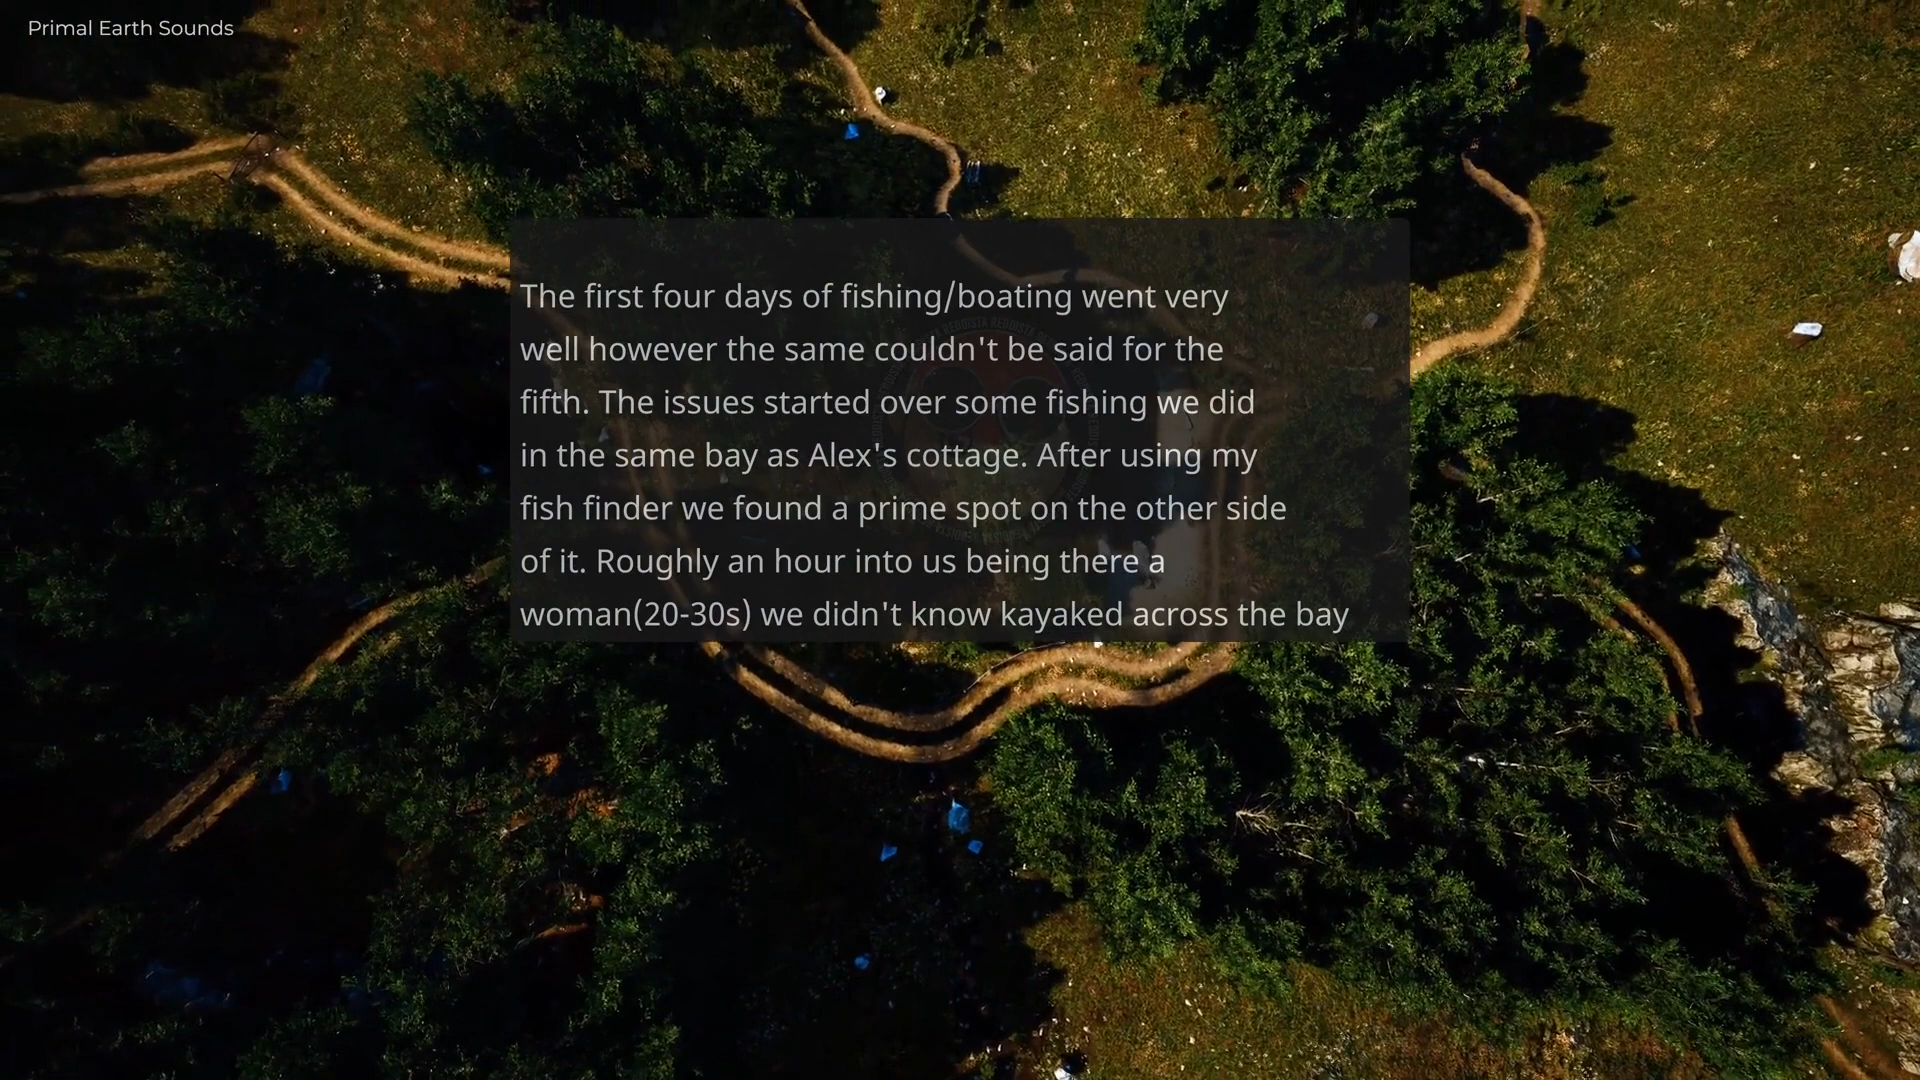 Primal Earth Sounds
The first four days of fishing/boating went very
well however the same couldn't be said for the
fifth. The issues started over some fishing we did
in the same bay as Alex's cottage. After using my
fish finder we found a prime spot on the other side
of it. Roughly an hour into us being there a
woman(20-30s) we didn't know kayaked across the bay